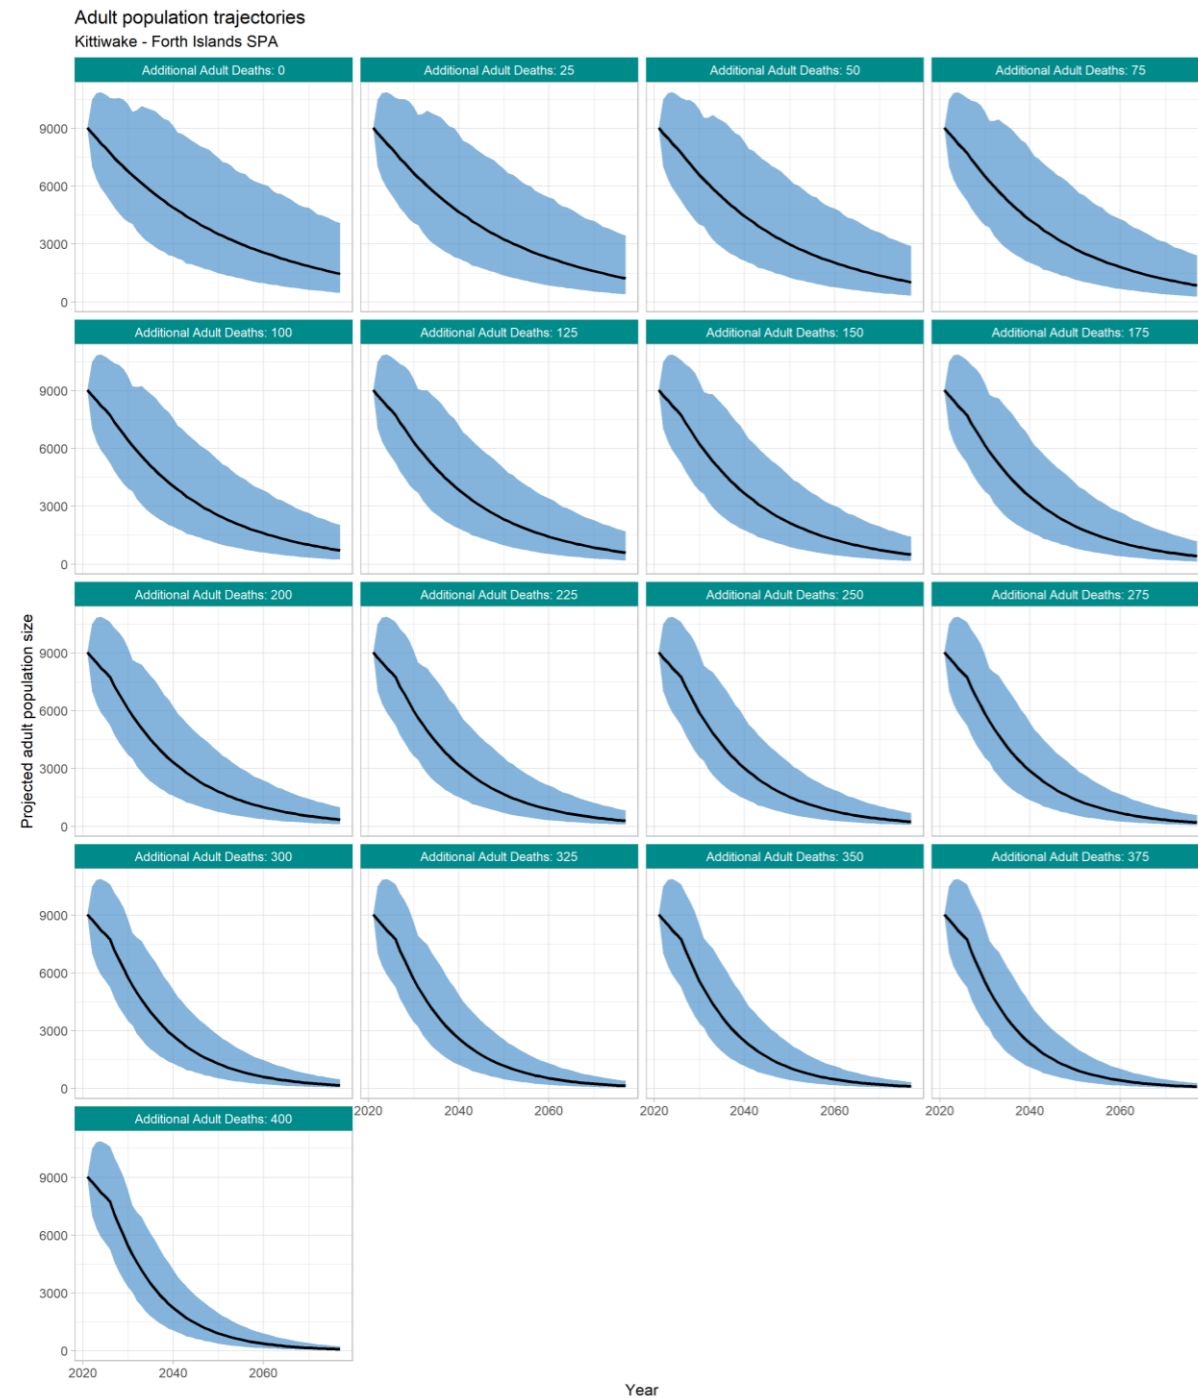 Adult population trajectories
Kittiwake - Forth Islands SPA
Additional Adult Deaths: 0
Additional Adult Deaths: 25
Additional Adult Deaths: 50
Additional Adult Deaths: 75
9000
6000
3000
0
Additional Adult Deaths: 100
Additional Adult Deaths: 125
Additional Adult Deaths: 150
Additional Adult Deaths: 175
9000
6000
3000
0
Additional Adult Deaths: 200
Additional Adult Deaths: 225
Additional Adult Deaths: 250
Additional Adult Deaths: 275
9000
6000
3000
0
Projected adult population size
Additional Adult Deaths: 300
Additional Adult Deaths: 325
Additional Adult Deaths: 350
Additional Adult Deaths: 375
9000
6000
3000
0
2020 2040 2060
2020 2040 2060
2020 2040 2060
Additional Adult Deaths: 400
9000
6000
3000
0
2020 2040 2060
Year